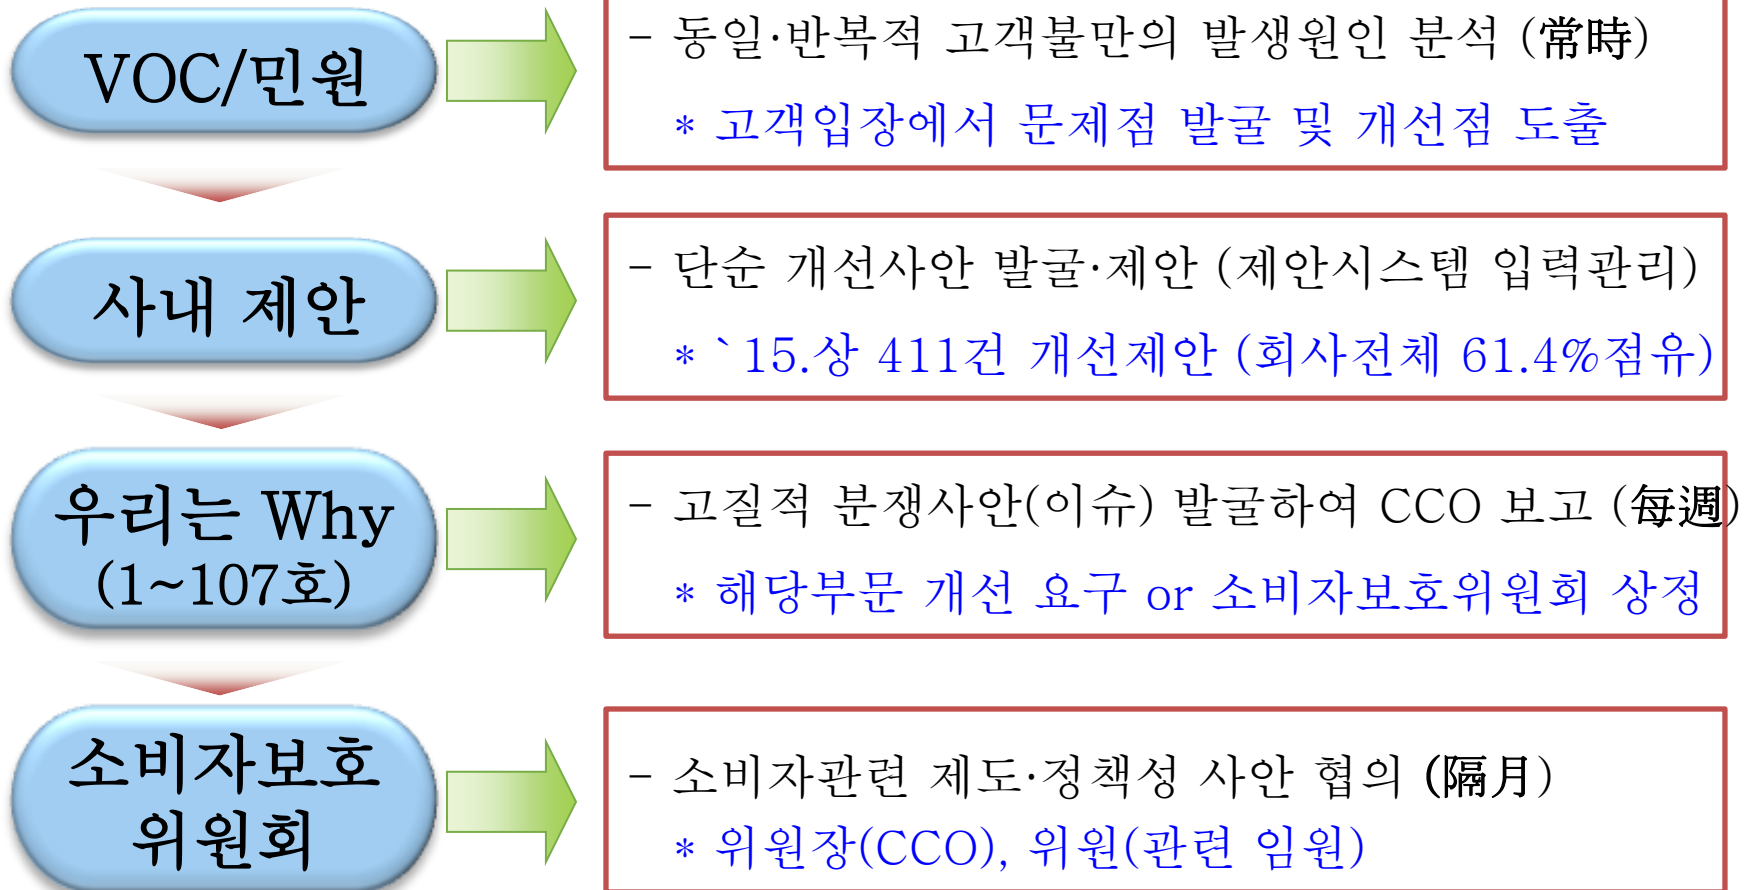 VOC/민원
- 동일·반복적 고객불만의 발생원인 분석 (常時)
* 고객입장에서 문제점 발굴 및 개선점 도출
사내 제안
- 단순 개선사안 발굴·제안 (제안시스템 입력관리)
* `15.상 411건 개선제안 (회사전체 61.4%점유)
우리는 Why
(1~107호)
- 고질적 분쟁사안(이슈) 발굴하여 CCO 보고 (每週)
* 해당부문 개선 요구 or 소비자보호위원회 상정
소비자보호
위원회
- 소비자관련 제도·정책성 사안 협의 (隔月)
* 위원장(CCO), 위원(관련 임원)